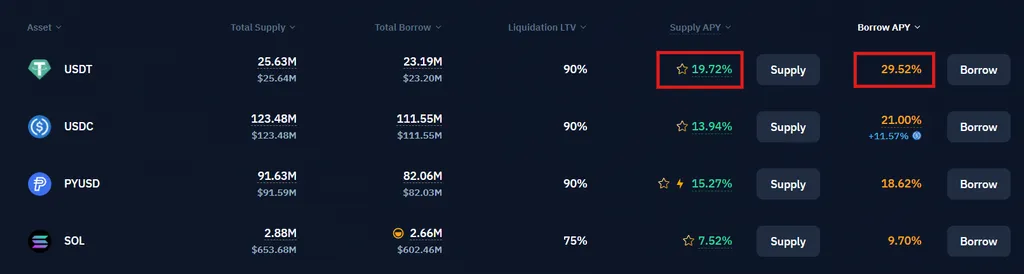 Asset Total Supply Total Borrow Liquidation LTV Supply APY Borrow APY
USDT 25.63M 23.19M 90% 19.72% Supply 29.52% Borrow
$25.64M $23.20M
USDC 123.48M 111.55M 90% 13.94% Supply 21.00% Borrow
$123.48M $111.55M +11.57%
PYUSD 91.63M 82.06M 90% 15.27% Supply 18.62% Borrow
$91.59M $82.03M
SOL 2.88M 2.66M 75% 7.52% Supply 9.70% Borrow
$653.68M $602.46M